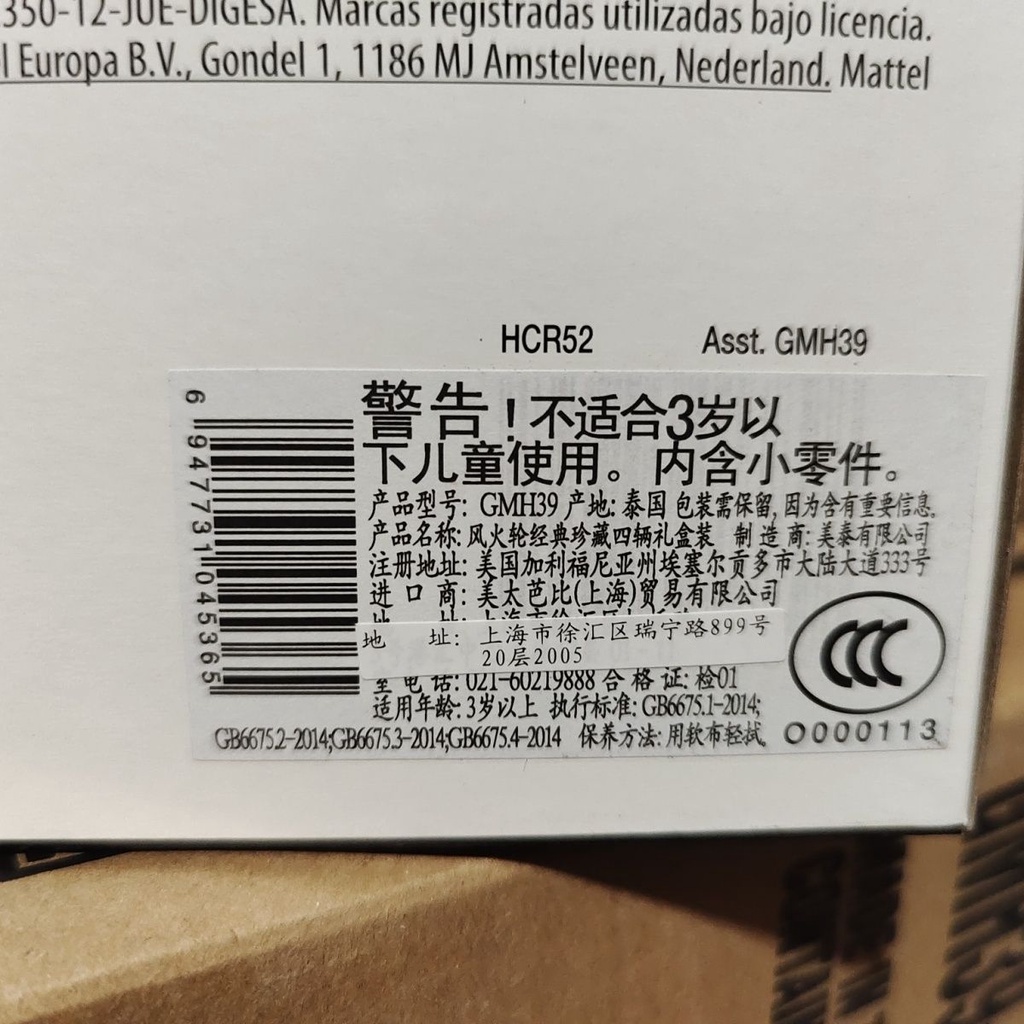 350-12-JUE-DIGESA. Marcas registradas utilizadas bajo licencia.
l Europa B.V., Gondel 1, 1186 MJ Amstelveen, Nederland. Mattel
HCR52 Asst. GMH39
警告!不适合3岁以
下儿童使用。内含小零件。
产品型号: GMH39 产地: 泰国 包装需保留, 因为含有重要信息。
产品名称: 风火轮经典珍藏四辆礼盒装 制造商: 美泰有限公司
注册地址: 美国加利福尼亚州埃塞尔贡多市大陆大道333号
进口商: 美太芭比(上海)贸易有限公司
地址: 上海市徐汇区瑞宁路899号
20层2005
电话: 021-60219888 合格证: 检01
适用年龄: 3岁以上 执行标准: GB6675.1-2014;
GB6675.2-2014;GB6675.3-2014;GB6675.4-2014 保养方法: 用软布轻拭。
CCC
O000113
6947731045365